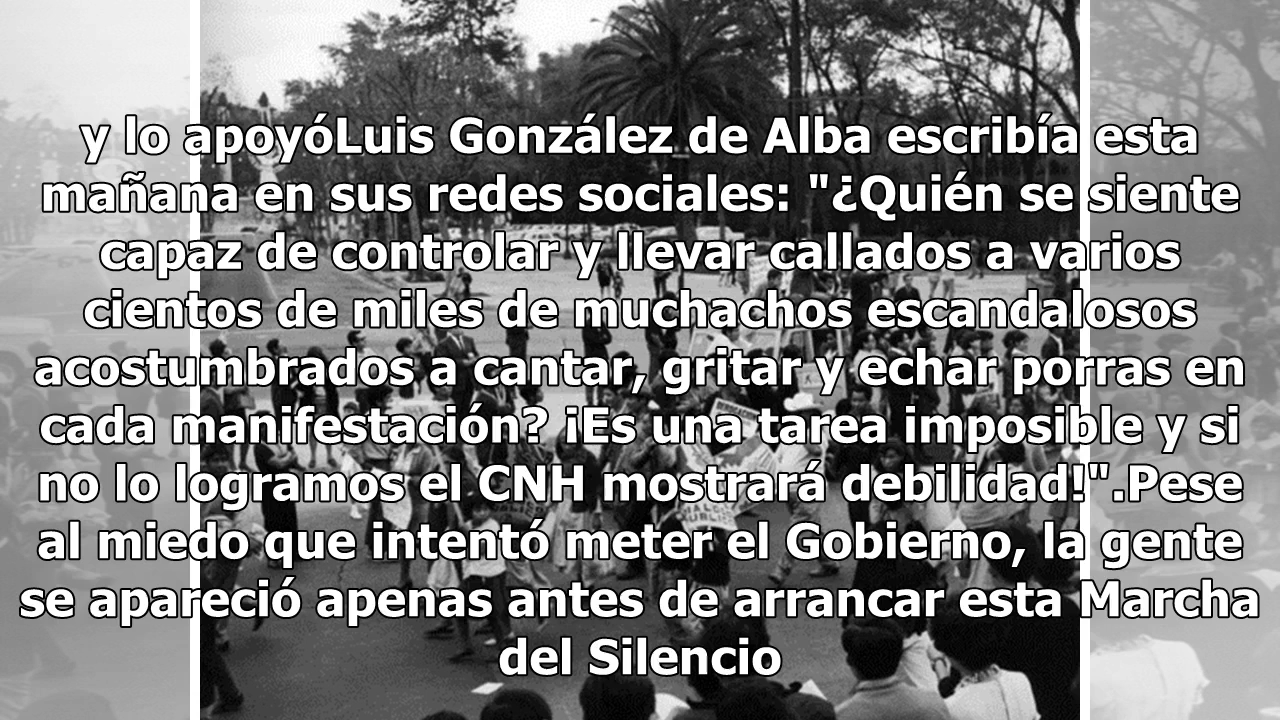 y lo apoyóLuis González de Alba escribía esta
mañana en sus redes sociales: "¿Quién se siente
capaz de controlar y llevar callados a varios
cientos de miles de muchachos escandalosos
acostumbrados a cantar, gritar y echar porras en
cada manifestación? ¡Es una tarea imposible y si
no lo logramos el CNH mostrará debilidad!".Pese
al miedo que intentó meter el Gobierno, la gente
se apareció apenas antes de arrancar esta Marcha
del Silencio